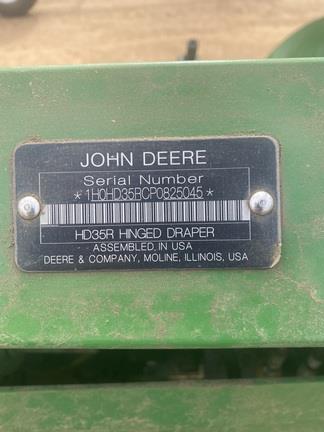 JOHN DEERE
Serial Number
*1H0HD35RCP0825045*
HD35R HINGED DRAPER
ASSEMBLED IN USA
DEERE & COMPANY, MOLINE, ILLINOIS, USA